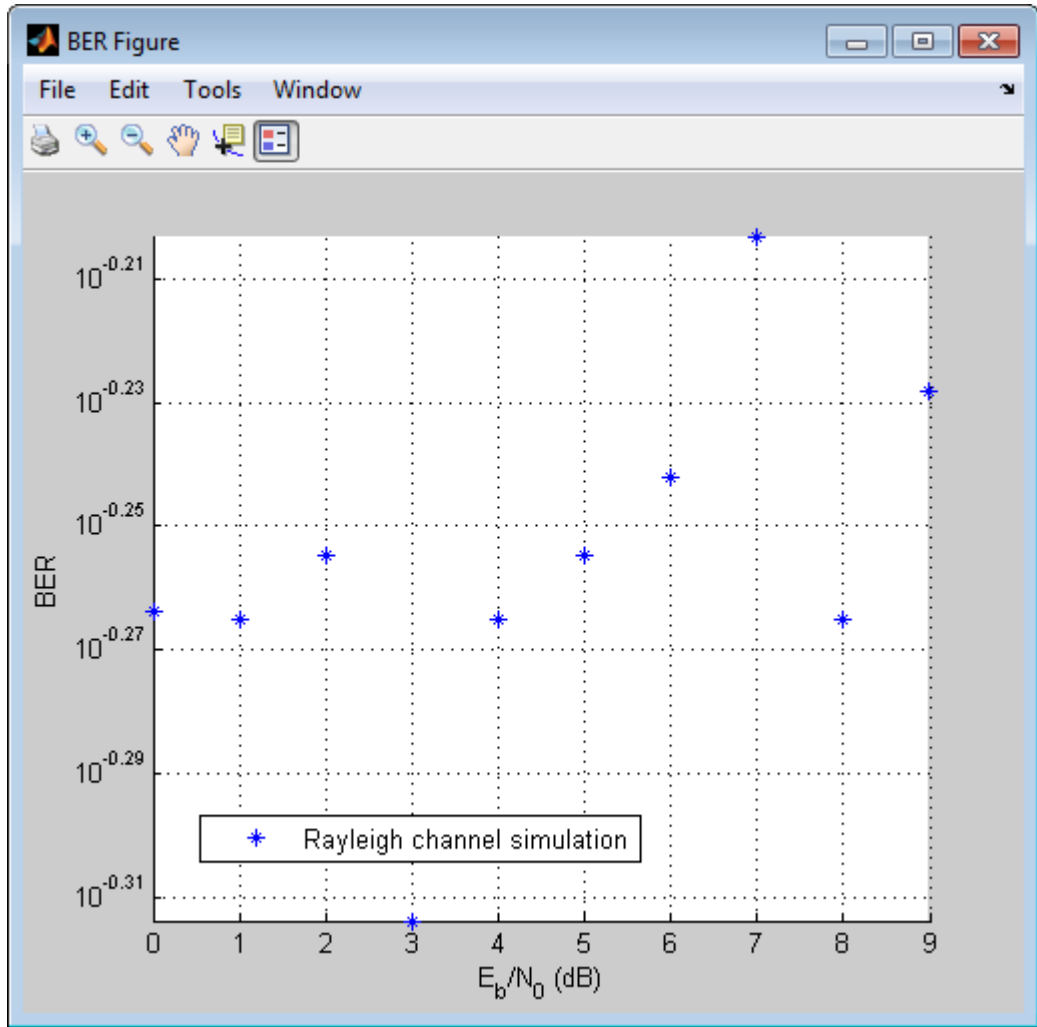 BER Figure
File Edit Tools Window
10^-0.21
10^-0.23
10^-0.25
10^-0.27
10^-0.29
10^-0.31
BER
Rayleigh channel simulation
0 1 2 3 4 5 6 7 8 9
E_b/N_0 (dB)